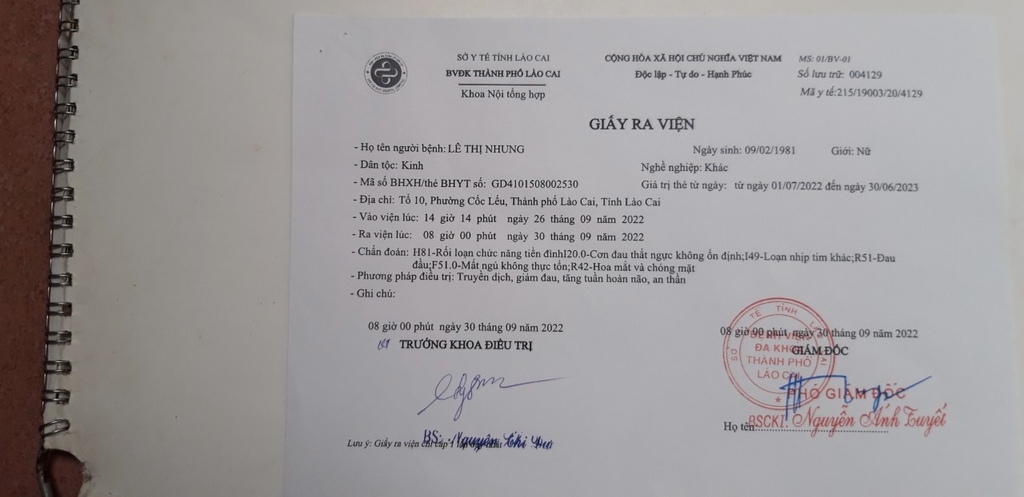 SỞ Y TẾ TỈNH LÀO CAI
BVĐK THÀNH PHỐ LÀO CAI
Khoa Nội tổng hợp
CỘNG HÒA XÃ HỘI CHỦ NGHĨA VIỆT NAM
Độc lập - Tự do - Hạnh Phúc
MS: 01/BV-01
Số lưu trữ: 004129
Mã y tế:215/19003/20/4129
GIẤY RA VIỆN
- Họ tên người bệnh: LÊ THỊ NHUNG Ngày sinh: 09/02/1981 Giới: Nữ
- Dân tộc: Kinh Nghề nghiệp: Khác
- Mã số BHXH/thẻ BHYT số: GD4101508002530 Giá trị thẻ từ ngày: từ ngày 01/07/2022 đến ngày 30/06/2023
- Địa chỉ: Tổ 10, Phường Cốc Lếu, Thành phố Lào Cai, Tỉnh Lào Cai
- Vào viện lúc: 14 giờ 14 phút ngày 26 tháng 09 năm 2022
- Ra viện lúc: 08 giờ 00 phút ngày 30 tháng 09 năm 2022
- Chẩn đoán: H81-Rối loạn chức năng tiền đìnhI20.0-Cơn đau thắt ngực không ổn định;I49-Loạn nhịp tim khác;R51-Đau
đầu;F51.0-Mất ngủ không thực tổn;R42-Hoa mắt và chóng mặt
- Phương pháp điều trị: Truyền dịch, giảm đau, tăng tuần hoàn não, an thần
- Ghi chú:
08 giờ 00 phút ngày 30 tháng 09 năm 2022
TRƯỞNG KHOA ĐIỀU TRỊ
08 giờ 00 phút ngày 30 tháng 09 năm 2022
GIÁM ĐỐC
TẾ TỈNH
BỆNH VIỆN
ĐA KHOA
THÀNH PHỐ
LÀO CAI
PHÓ GIÁM ĐỐC
Họ tên BSCKI. Nguyễn Ánh Tuyết
BS: Nguyễn
Lưu ý: Giấy ra viện chỉ cấp 1